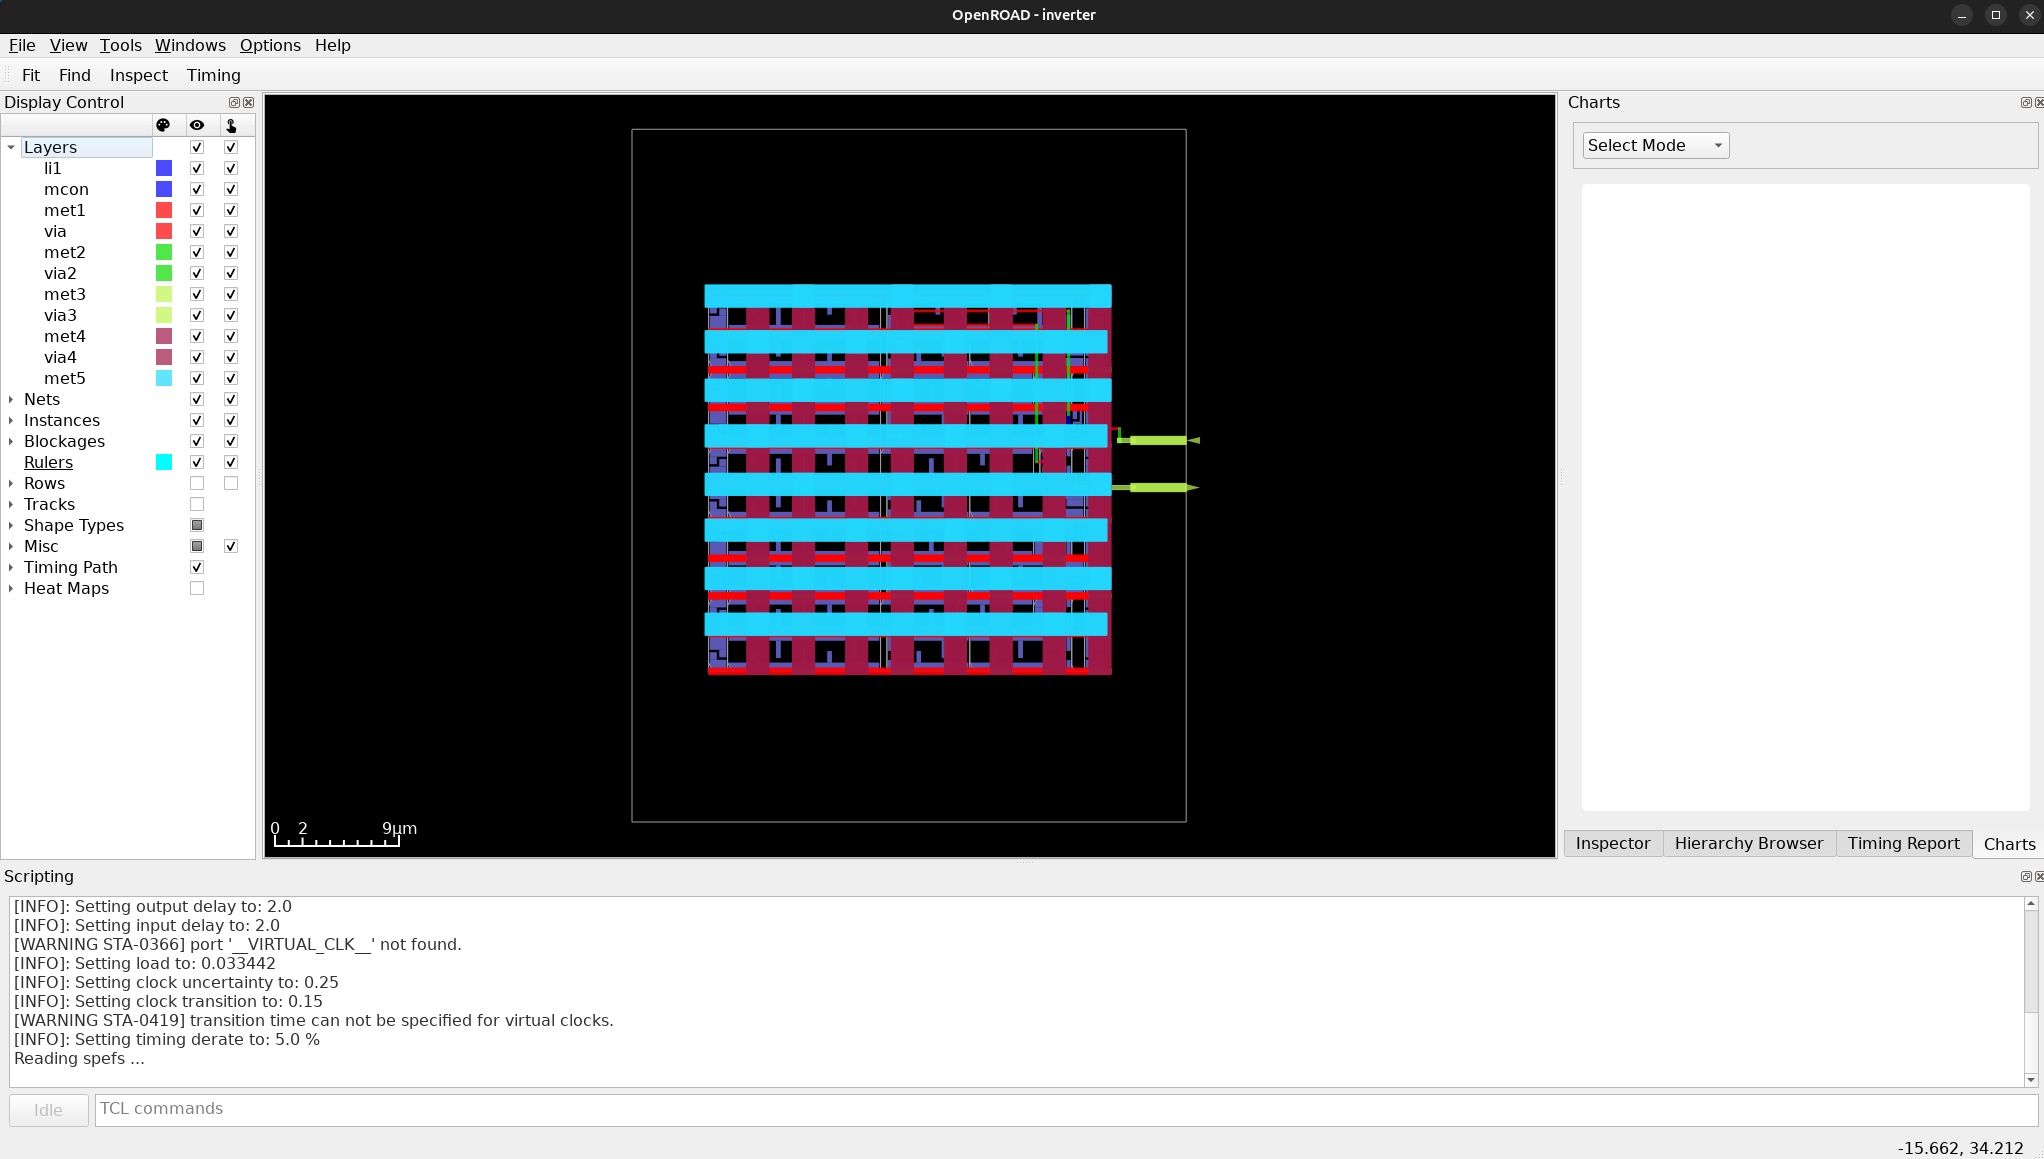 OpenROAD - inverter
File View Tools Windows Options Help
Fit Find Inspect Timing
Display Control
Layers
li1
mcon
met1
via
met2
via2
met3
via3
met4
via4
met5
Nets
Instances
Blockages
Rulers
Rows
Tracks
Shape Types
Misc
Timing Path
Heat Maps
0 2 9μm
Charts
Select Mode
Inspector Hierarchy Browser Timing Report Charts
Scripting
[INFO]: Setting output delay to: 2.0
[INFO]: Setting input delay to: 2.0
[WARNING STA-0366] port '__VIRTUAL_CLK__' not found.
[INFO]: Setting load to: 0.033442
[INFO]: Setting clock uncertainty to: 0.25
[INFO]: Setting clock transition to: 0.15
[WARNING STA-0419] transition time can not be specified for virtual clocks.
[INFO]: Setting timing derate to: 5.0 %
Reading spefs ...
Idle TCL commands
-15.662, 34.212